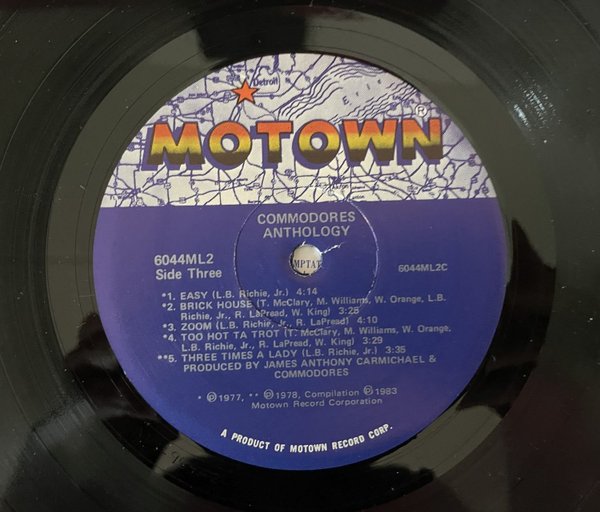 Detroit
MOTOWN®
COMMODORES
ANTHOLOGY
6044ML2
Side Three
MPTAT
6044ML2C
*1. EASY (L.B. Richie, Jr.) 4:14
*2. BRICK HOUSE (T. McClary, M. Williams, W. Orange, L.B.
Richie, Jr., R. LaPread, W. King) 3:28
*3. ZOOM (L.B. Richie, Jr., R. LaPread) 4:10
*4. TOO HOT TA TROT (T. McClary, M. Williams, W. Orange,
L.B. Richie, Jr., R. LaPread, W. King) 3:29
**5. THREE TIMES A LADY (L.B. Richie, Jr.) 3:35
PRODUCED BY JAMES ANTHONY CARMICHAEL &
COMMODORES
* ℗1977, ** ℗1978, Compilation ℗1983
Motown Record Corporation
A PRODUCT OF MOTOWN RECORD CORP.